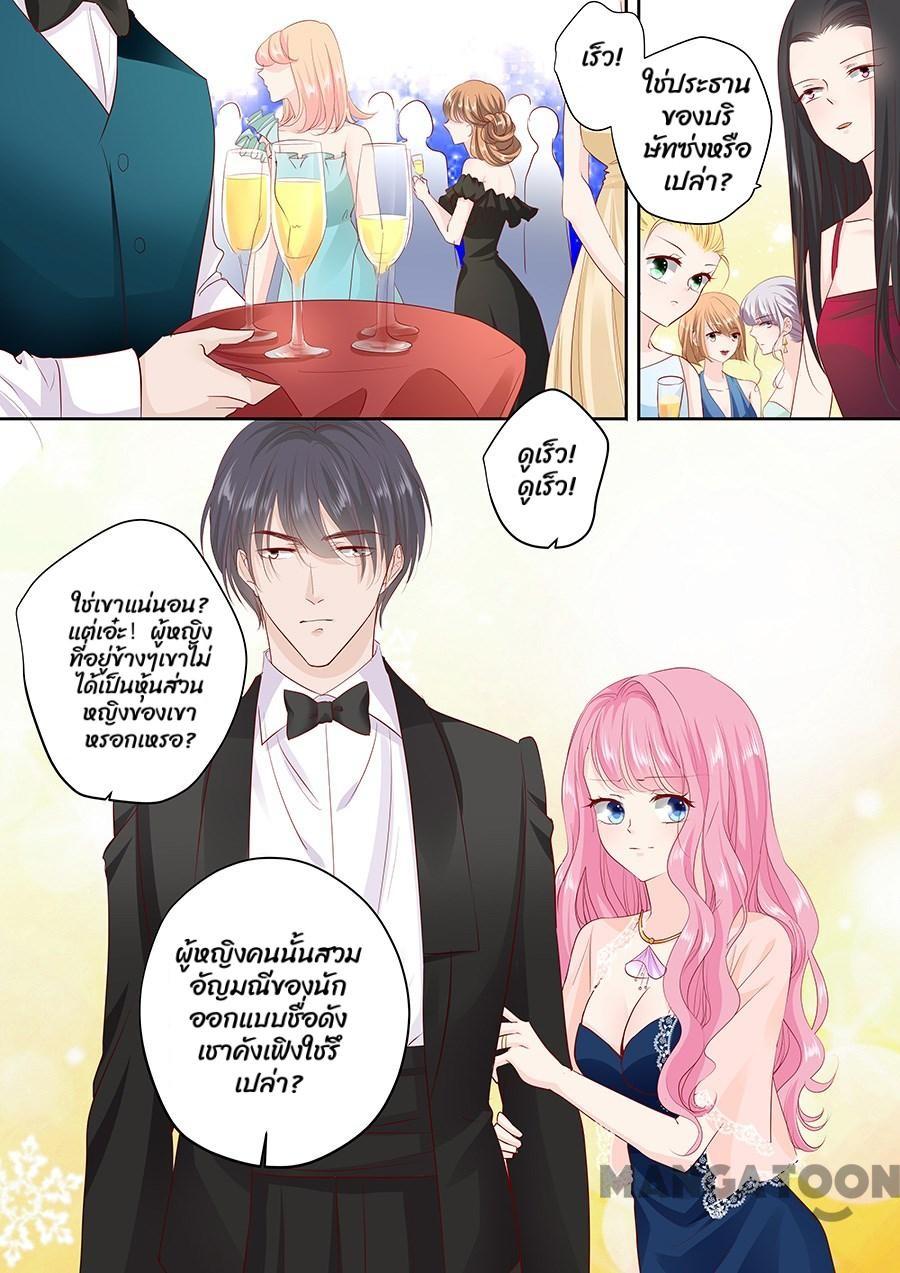 เร็ว!
ใช่ประธาน
ของบริ
ษัทซ่งหรือ
เปล่า?
ดูเร็ว!
ดูเร็ว!
ใช่เขาแน่นอน?
แต่เอ๋ะ! ผู้หญิง
ที่อยู่ข้างๆเขาไม่
ได้เป็นหุ้นส่วน
หญิงของเขา
หรอกเหรอ?
ผู้หญิงคนนั้นสวม
อัญมณีของนัก
ออกแบบชื่อดัง
เชาคังเฟิงใช่รึ
เปล่า?
MANGATOON